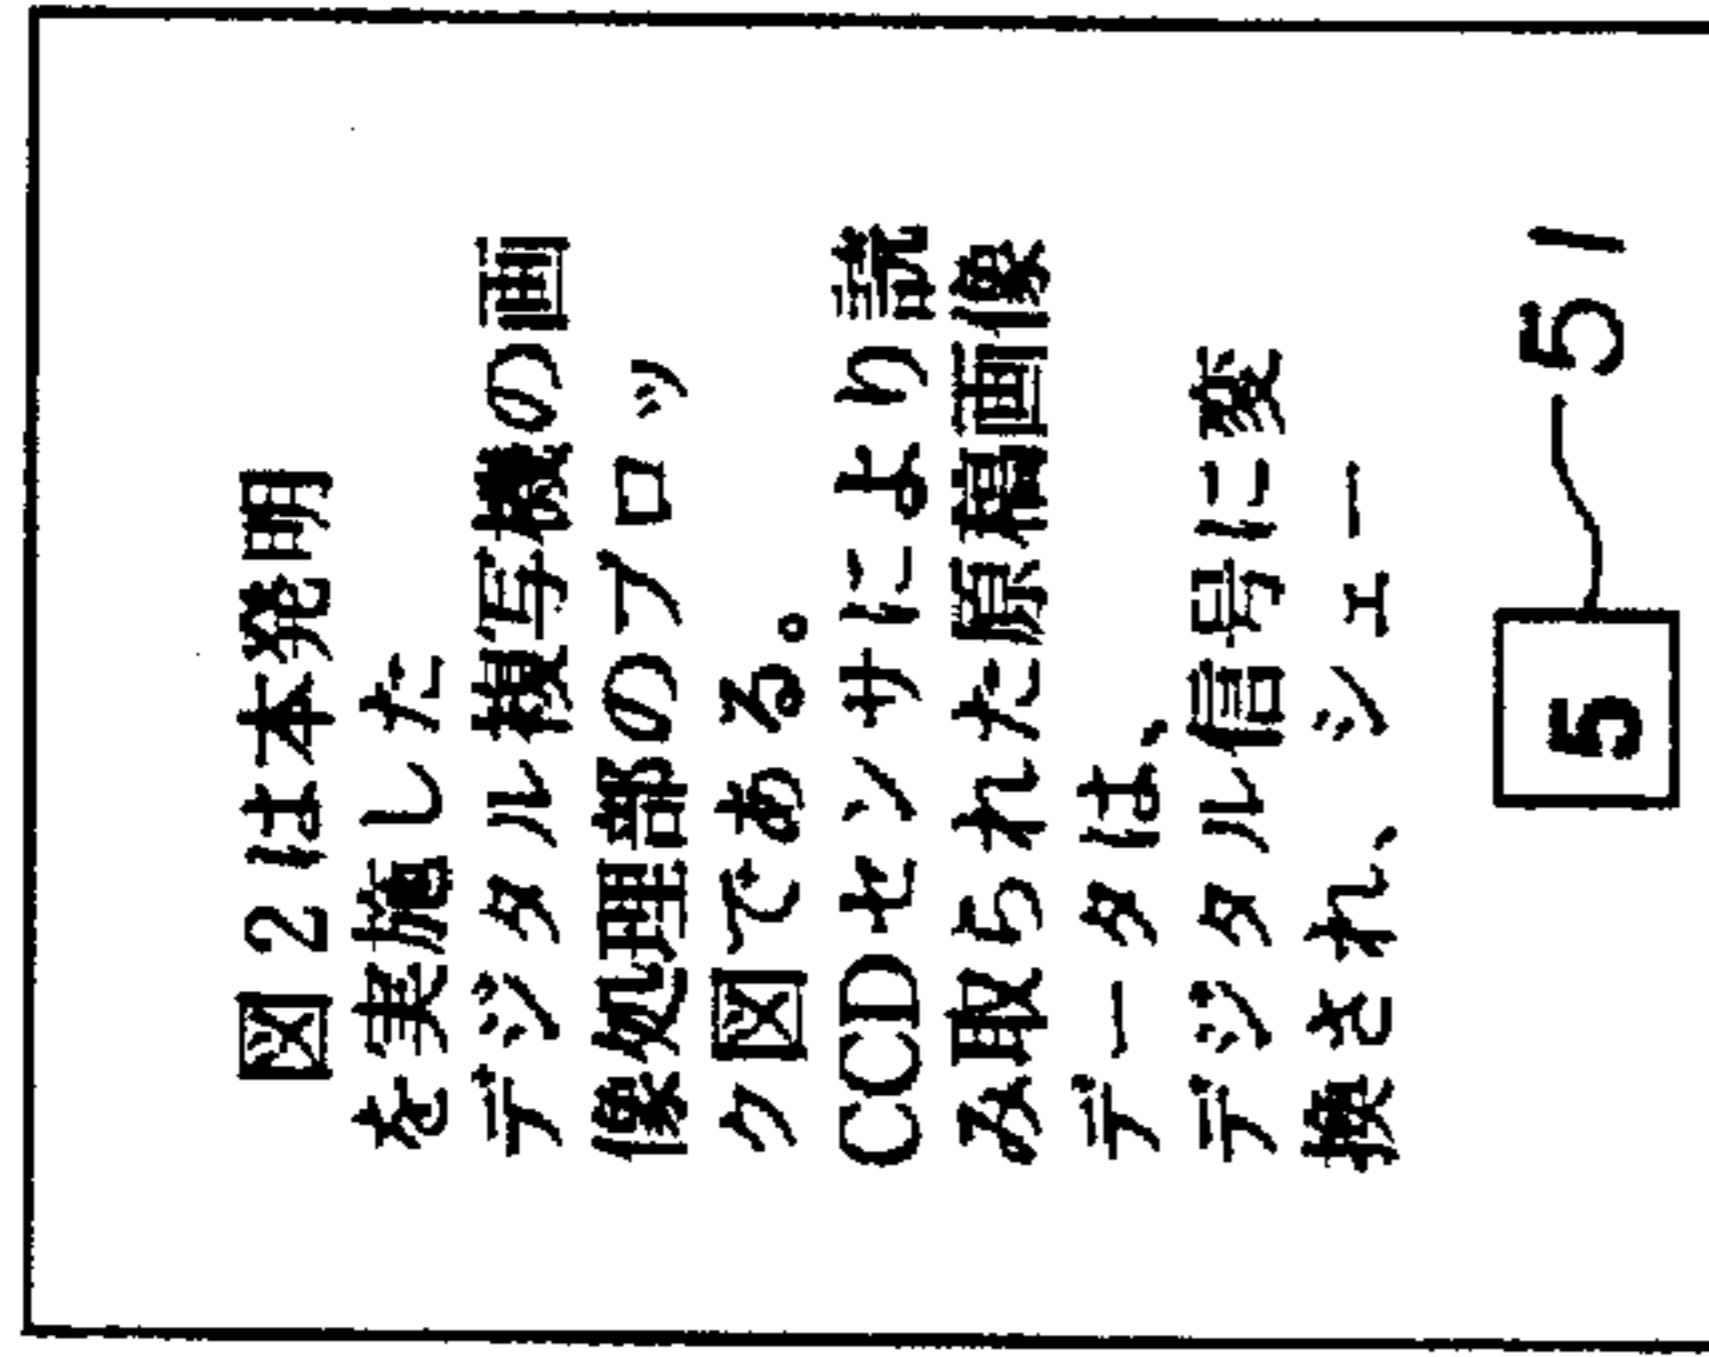 図２は本発明
を実施した
デジタル複写機の画
像処理部のブロッ
ク図である。
CCDセンサにより読
み取られた原稿画像
データは、
デジタル信号に変
換され、シェー
5
51